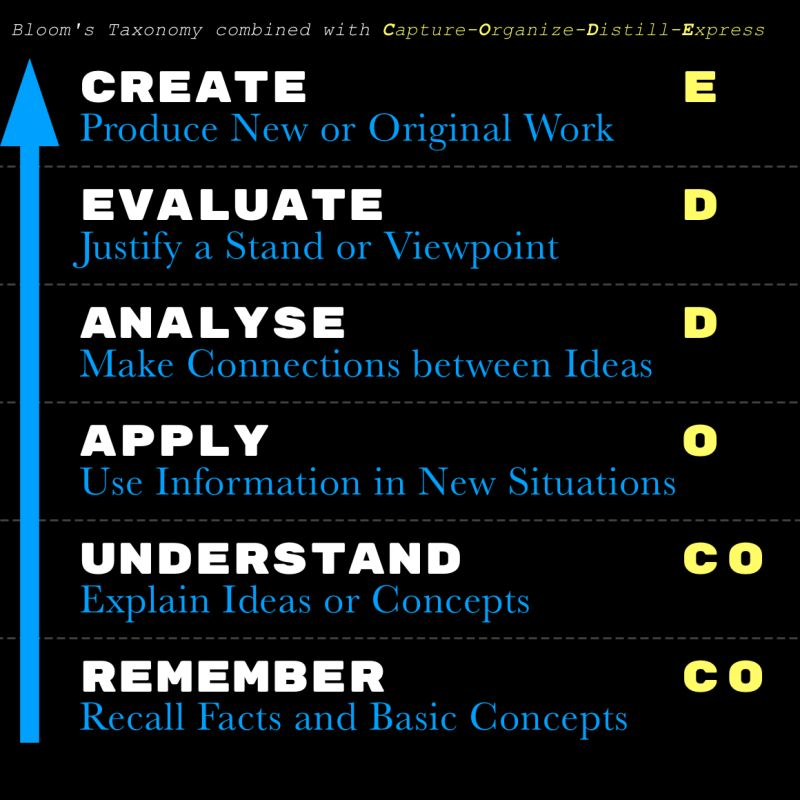 Bloom's Taxonomy combined with Capture-Organize-Distill-Express
CREATE E
Produce New or Original Work
EVALUATE D
Justify a Stand or Viewpoint
ANALYSE D
Make Connections between Ideas
APPLY O
Use Information in New Situations
UNDERSTAND CO
Explain Ideas or Concepts
REMEMBER CO
Recall Facts and Basic Concepts